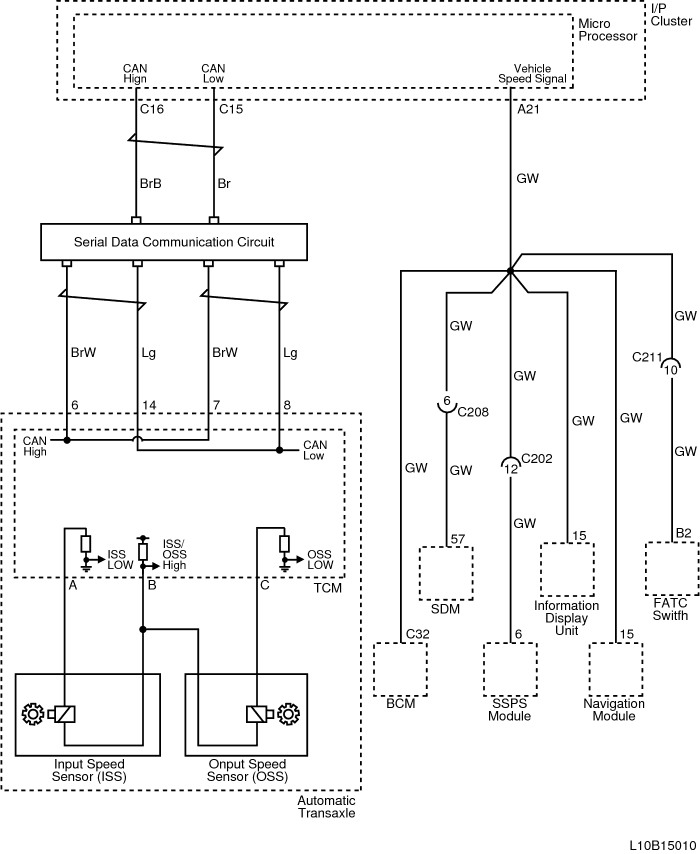 I/P
Cluster
Micro
Processor
CAN
Hign
CAN
Low
Vehicle
Speed Signal
C16
C15
A21
BrB
Br
GW
Serial Data Communication Circuit
BrW
Lg
BrW
Lg
GW
GW
GW
C211
10
6
C208
GW
GW
6
14
7
8
CAN
High
CAN
Low
GW
GW
C202
12
GW
GW
ISS
LOW
ISS/
OSS
High
OSS
LOW
A
B
C
TCM
57
SDM
15
Information
Display
Unit
B2
FATC
Switfh
C32
BCM
6
SSPS
Module
15
Navigation
Module
Input Speed
Sensor (ISS)
Onput Speed
Sensor (OSS)
Automatic
Transaxle
L10B15010